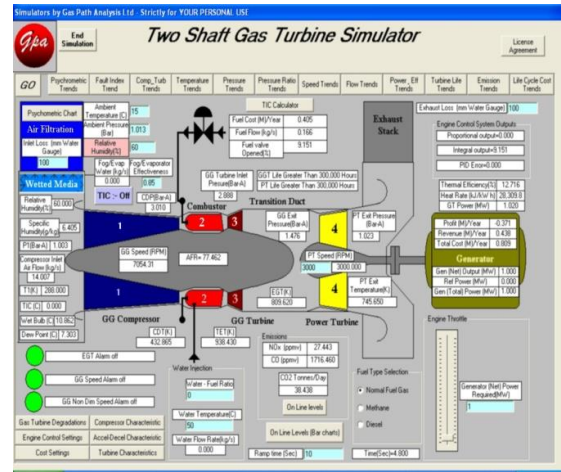 Simulators by Gas Path Analysis Ltd - Strictly for YOUR PERSONAL USE
Gpa
End Simulation
Two Shaft Gas Turbine Simulator
License Agreement
GO
Psychrometric Trends
Fault Index Trend
Comp_Turb Trends
Temperature Trends
Pressure Trends
Pressure Ratio Trends
Speed Trends
Flow Trends
Power_Eff Trends
Turbine Life Trends
Emission Trends
Life Cycle Cost Trends
Psychometric Chart
Ambient Temperature (C) 15
Ambient Pressure (Bar) 1.013
Relative Humidity(%) 60
Air Filtration
Inlet Loss (mm Water Gauge)
100
Fog/Evap Water (kg/s)
0.000
Fog/Evaporator Effectiveness
0.85
Wetted Media
TIC :- Off
CDP(Bar-A)
3.010
Relative Humidity(%) 60.000
Specific Humidity(g/kg) 6.405
P1(Bar-A) 1.003
Compressor Inlet Air Flow (kg/s)
14.007
T1(K) 288.000
TIC (C) 0.000
Wet Bulb (C) 10.862
Dew Point (C) 7.303
TIC Calculator
Fuel Cost (M)/Year 0.405
Fuel Flow (kg/s) 0.166
Fuel valve Opened(%) 9.151
GG Turbine Inlet Pressure(Bar-A)
2.888
GGT Life Greater Than 300,000 Hours
PT Life Greater Than 300,000 Hours
Combustor
Transition Duct
Exhaust Stack
Exhaust Loss (mm Water Gauge) 100
Engine Control System Outputs
Proportional output=0.000
Integral output=9.151
PID Error=0.000
Thermal Efficiency(%) 12.716
Heat Rate (kJ/kW h) 28,309.8
GT Power (MW) 1.020
Profit (M)/Year -0.371
Revenue (M)/Year 0.438
Total Cost (M)/Year 0.809
Generator
Gen (Net) Output (MW) 1.000
Ref Power (MW) 0.000
Gen.(Total) Power (MW) 1.000
1
2
3
4
GG Exit Pressure(Bar-A)
1.476
PT Exit Pressure (Bar-A)
1.023
GG Speed (RPM)
7054.31
AFR= 77.462
PT Speed (RPM)
3000 3000.000
1
2
3
4
EGT(K)
809.620
PT Exit Temperature(K)
745.650
GG Compressor
CDT(K)
432.865
TET(K)
938.430
GG Turbine
Power Turbine
EGT Alarm off
GG Speed Alarm off
GG Non Dim Speed Alarm off
Water Injection
Water - Fuel Ratio
0
Water Temperature(C)
50
Water Flow Rate(kg/s)
0.000
Emissions
NOx (ppmv) 27.443
CO (ppmv) 1716.460
CO2 Tonnes/Day
38.438
On Line levels
On Line Levels (Bar charts)
Fuel Type Selection
Normal Fuel Gas
Methane
Diesel
Engine Throttle
Generator (Net) Power Required(MW)
1
Gas Turbine Degradations
Compressor Characteristic
Engine Control Settings
Accel-Decel Characteristic
Cost Settings
Turbine Characteristics
Ramp time (Sec) 10
Time(Sec)=4.800